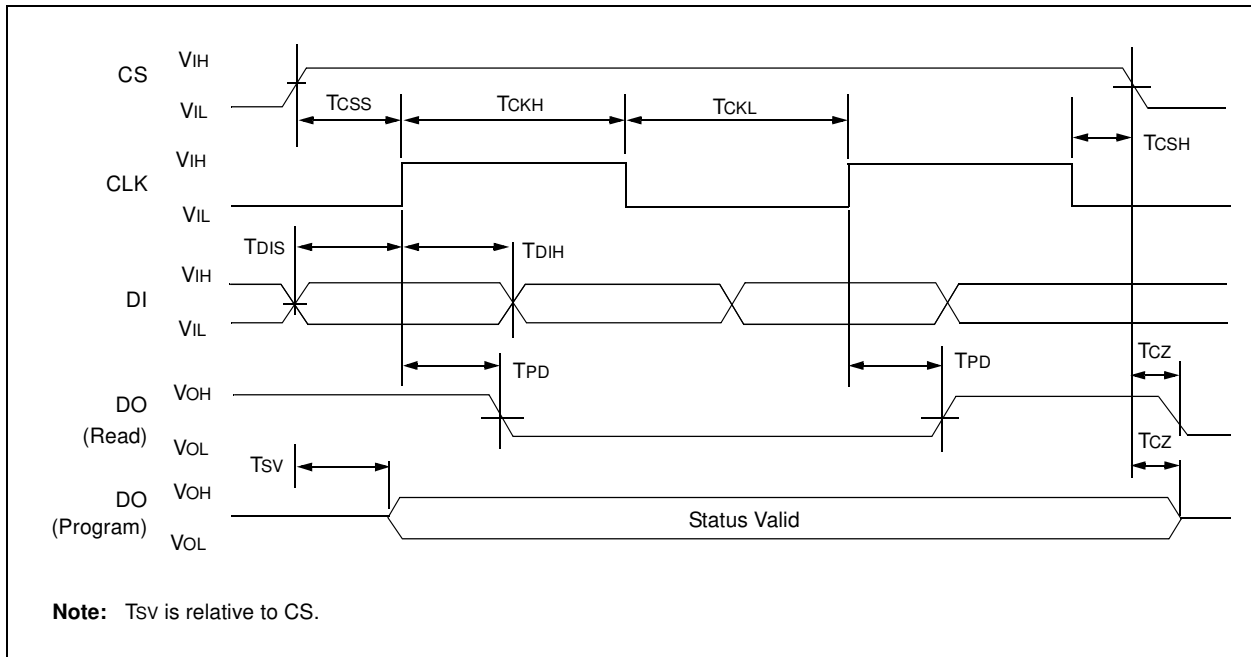 CS
VIH
VIL
TCSS
TCKH
TCKL
TCSH
CLK
VIH
VIL
TDIS
TDIH
DI
VIH
VIL
TPD
TPD
TCZ
DO
(Read)
VOH
VOL
TCZ
TSV
DO
(Program)
VOH
VOL
Status Valid
Note: TSV is relative to CS.